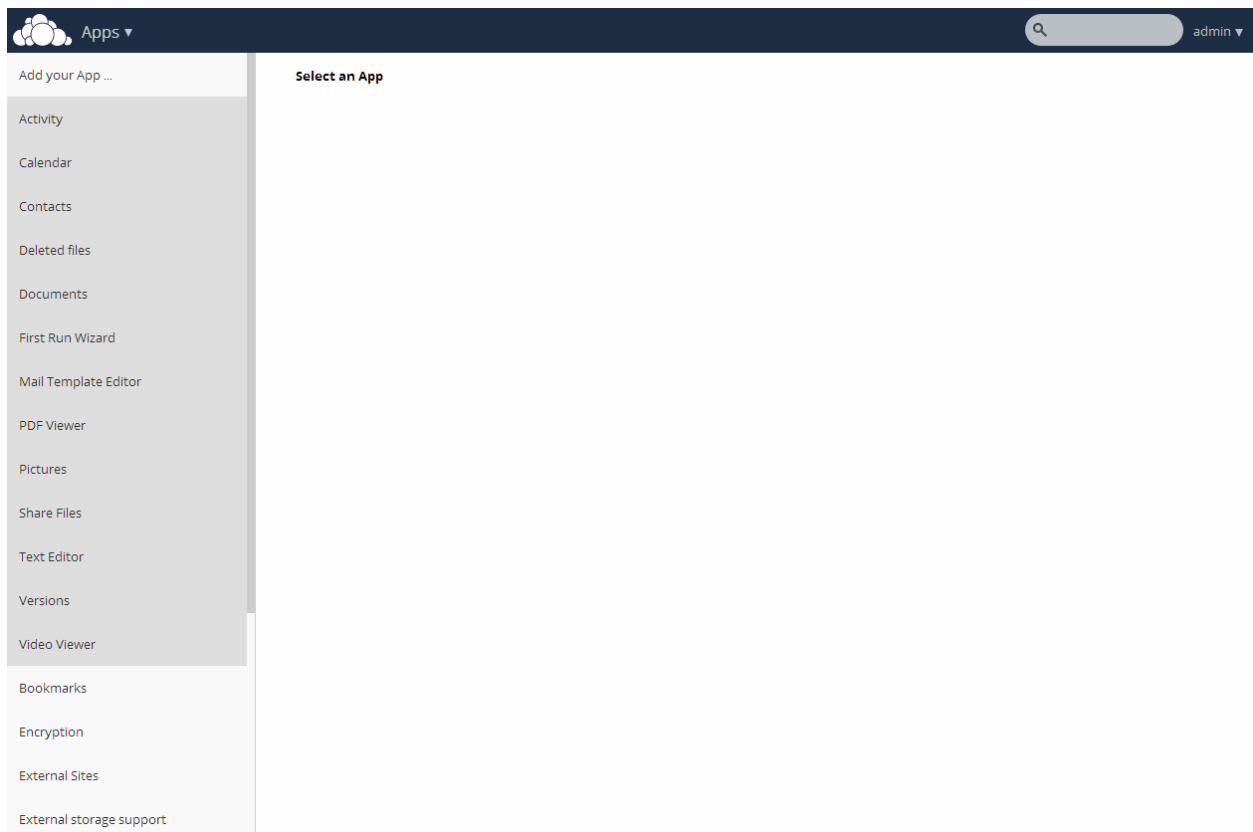 Apps ▾
admin ▾
Add your App ...
Select an App
Activity
Calendar
Contacts
Deleted files
Documents
First Run Wizard
Mail Template Editor
PDF Viewer
Pictures
Share Files
Text Editor
Versions
Video Viewer
Bookmarks
Encryption
External Sites
External storage support